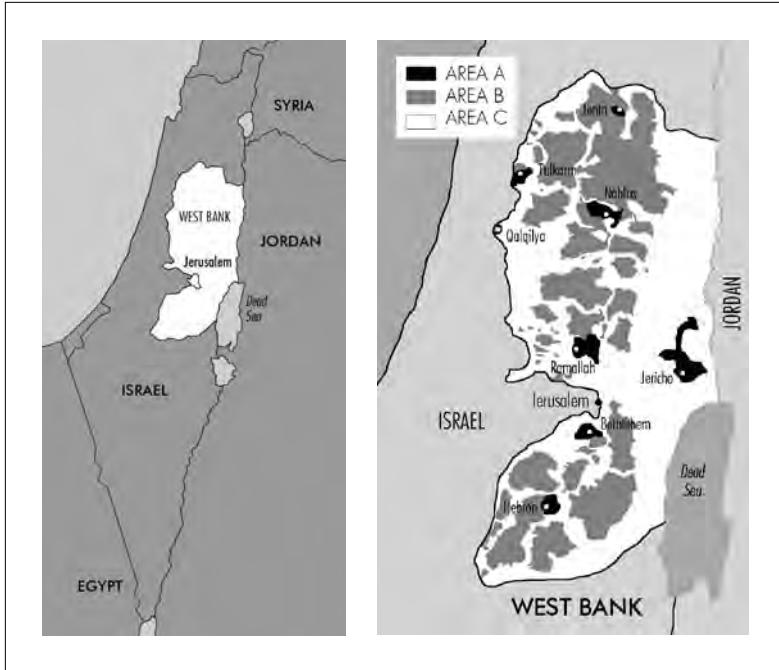 SYRIA
WEST BANK
Jerusalem
JORDAN
Dead
Sea
ISRAEL
EGYPT
AREA A
AREA B
AREA C
Jenin
Tulkarm
Nablus
Qalqilya
Ramallah
Jericho
JORDAN
Jerusalem
ISRAEL
Bethlehem
Dead
Sea
Hebron
WEST BANK